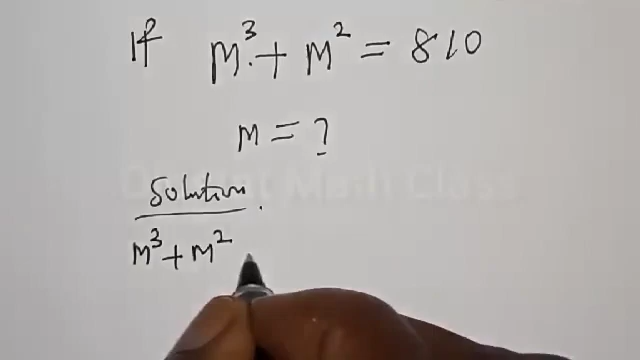 If m³ + m² = 810
m = ?
Solution
m³ + m²